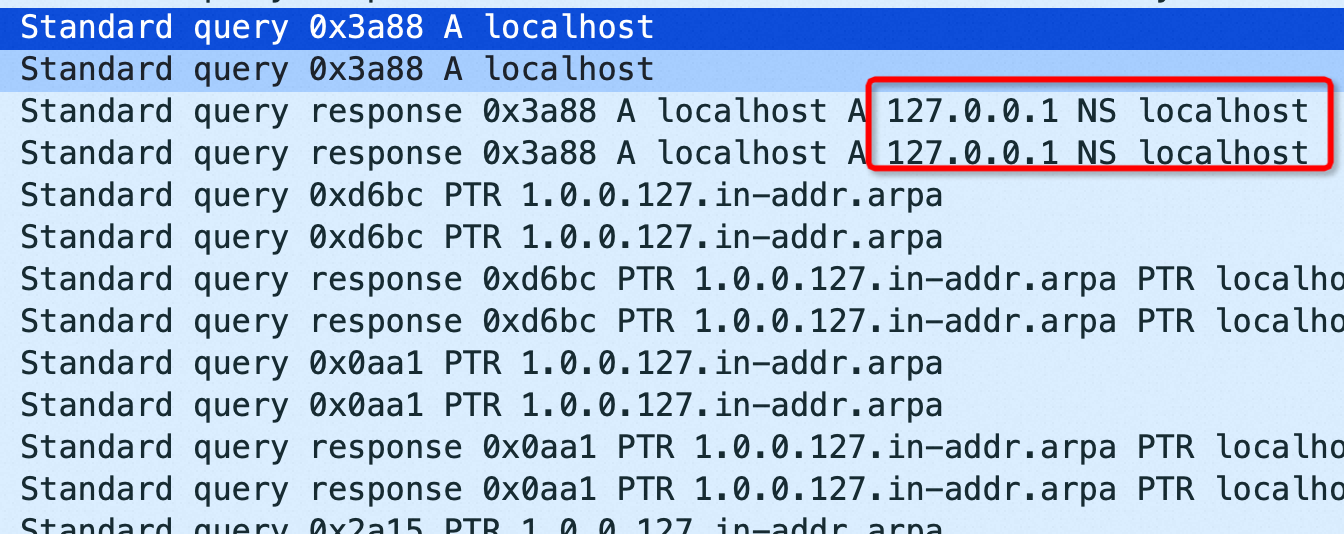 Standard query 0x3a88 A localhost
Standard query 0x3a88 A localhost
Standard query response 0x3a88 A localhost A 127.0.0.1 NS localhost
Standard query response 0x3a88 A localhost A 127.0.0.1 NS localhost
Standard query 0xd6bc PTR 1.0.0.127.in-addr.arpa
Standard query 0xd6bc PTR 1.0.0.127.in-addr.arpa
Standard query response 0xd6bc PTR 1.0.0.127.in-addr.arpa PTR localho
Standard query response 0xd6bc PTR 1.0.0.127.in-addr.arpa PTR localho
Standard query 0x0aa1 PTR 1.0.0.127.in-addr.arpa
Standard query 0x0aa1 PTR 1.0.0.127.in-addr.arpa
Standard query response 0x0aa1 PTR 1.0.0.127.in-addr.arpa PTR localho
Standard query response 0x0aa1 PTR 1.0.0.127.in-addr.arpa PTR localho
Standard query 0x2a15 PTR 1.0.0.127.in-addr.arpa